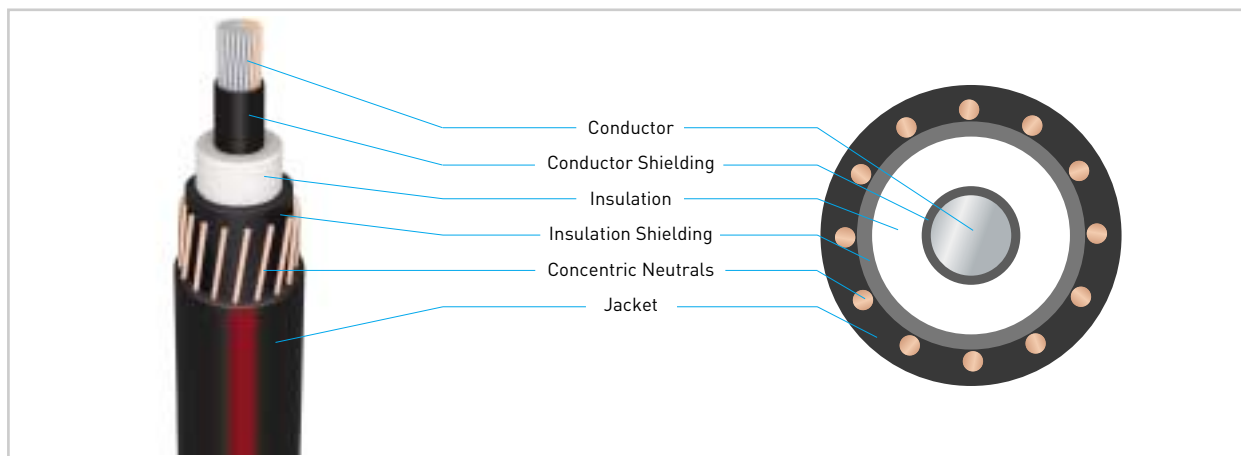 Conductor
Conductor Shielding
Insulation
Insulation Shielding
Concentric Neutrals
Jacket